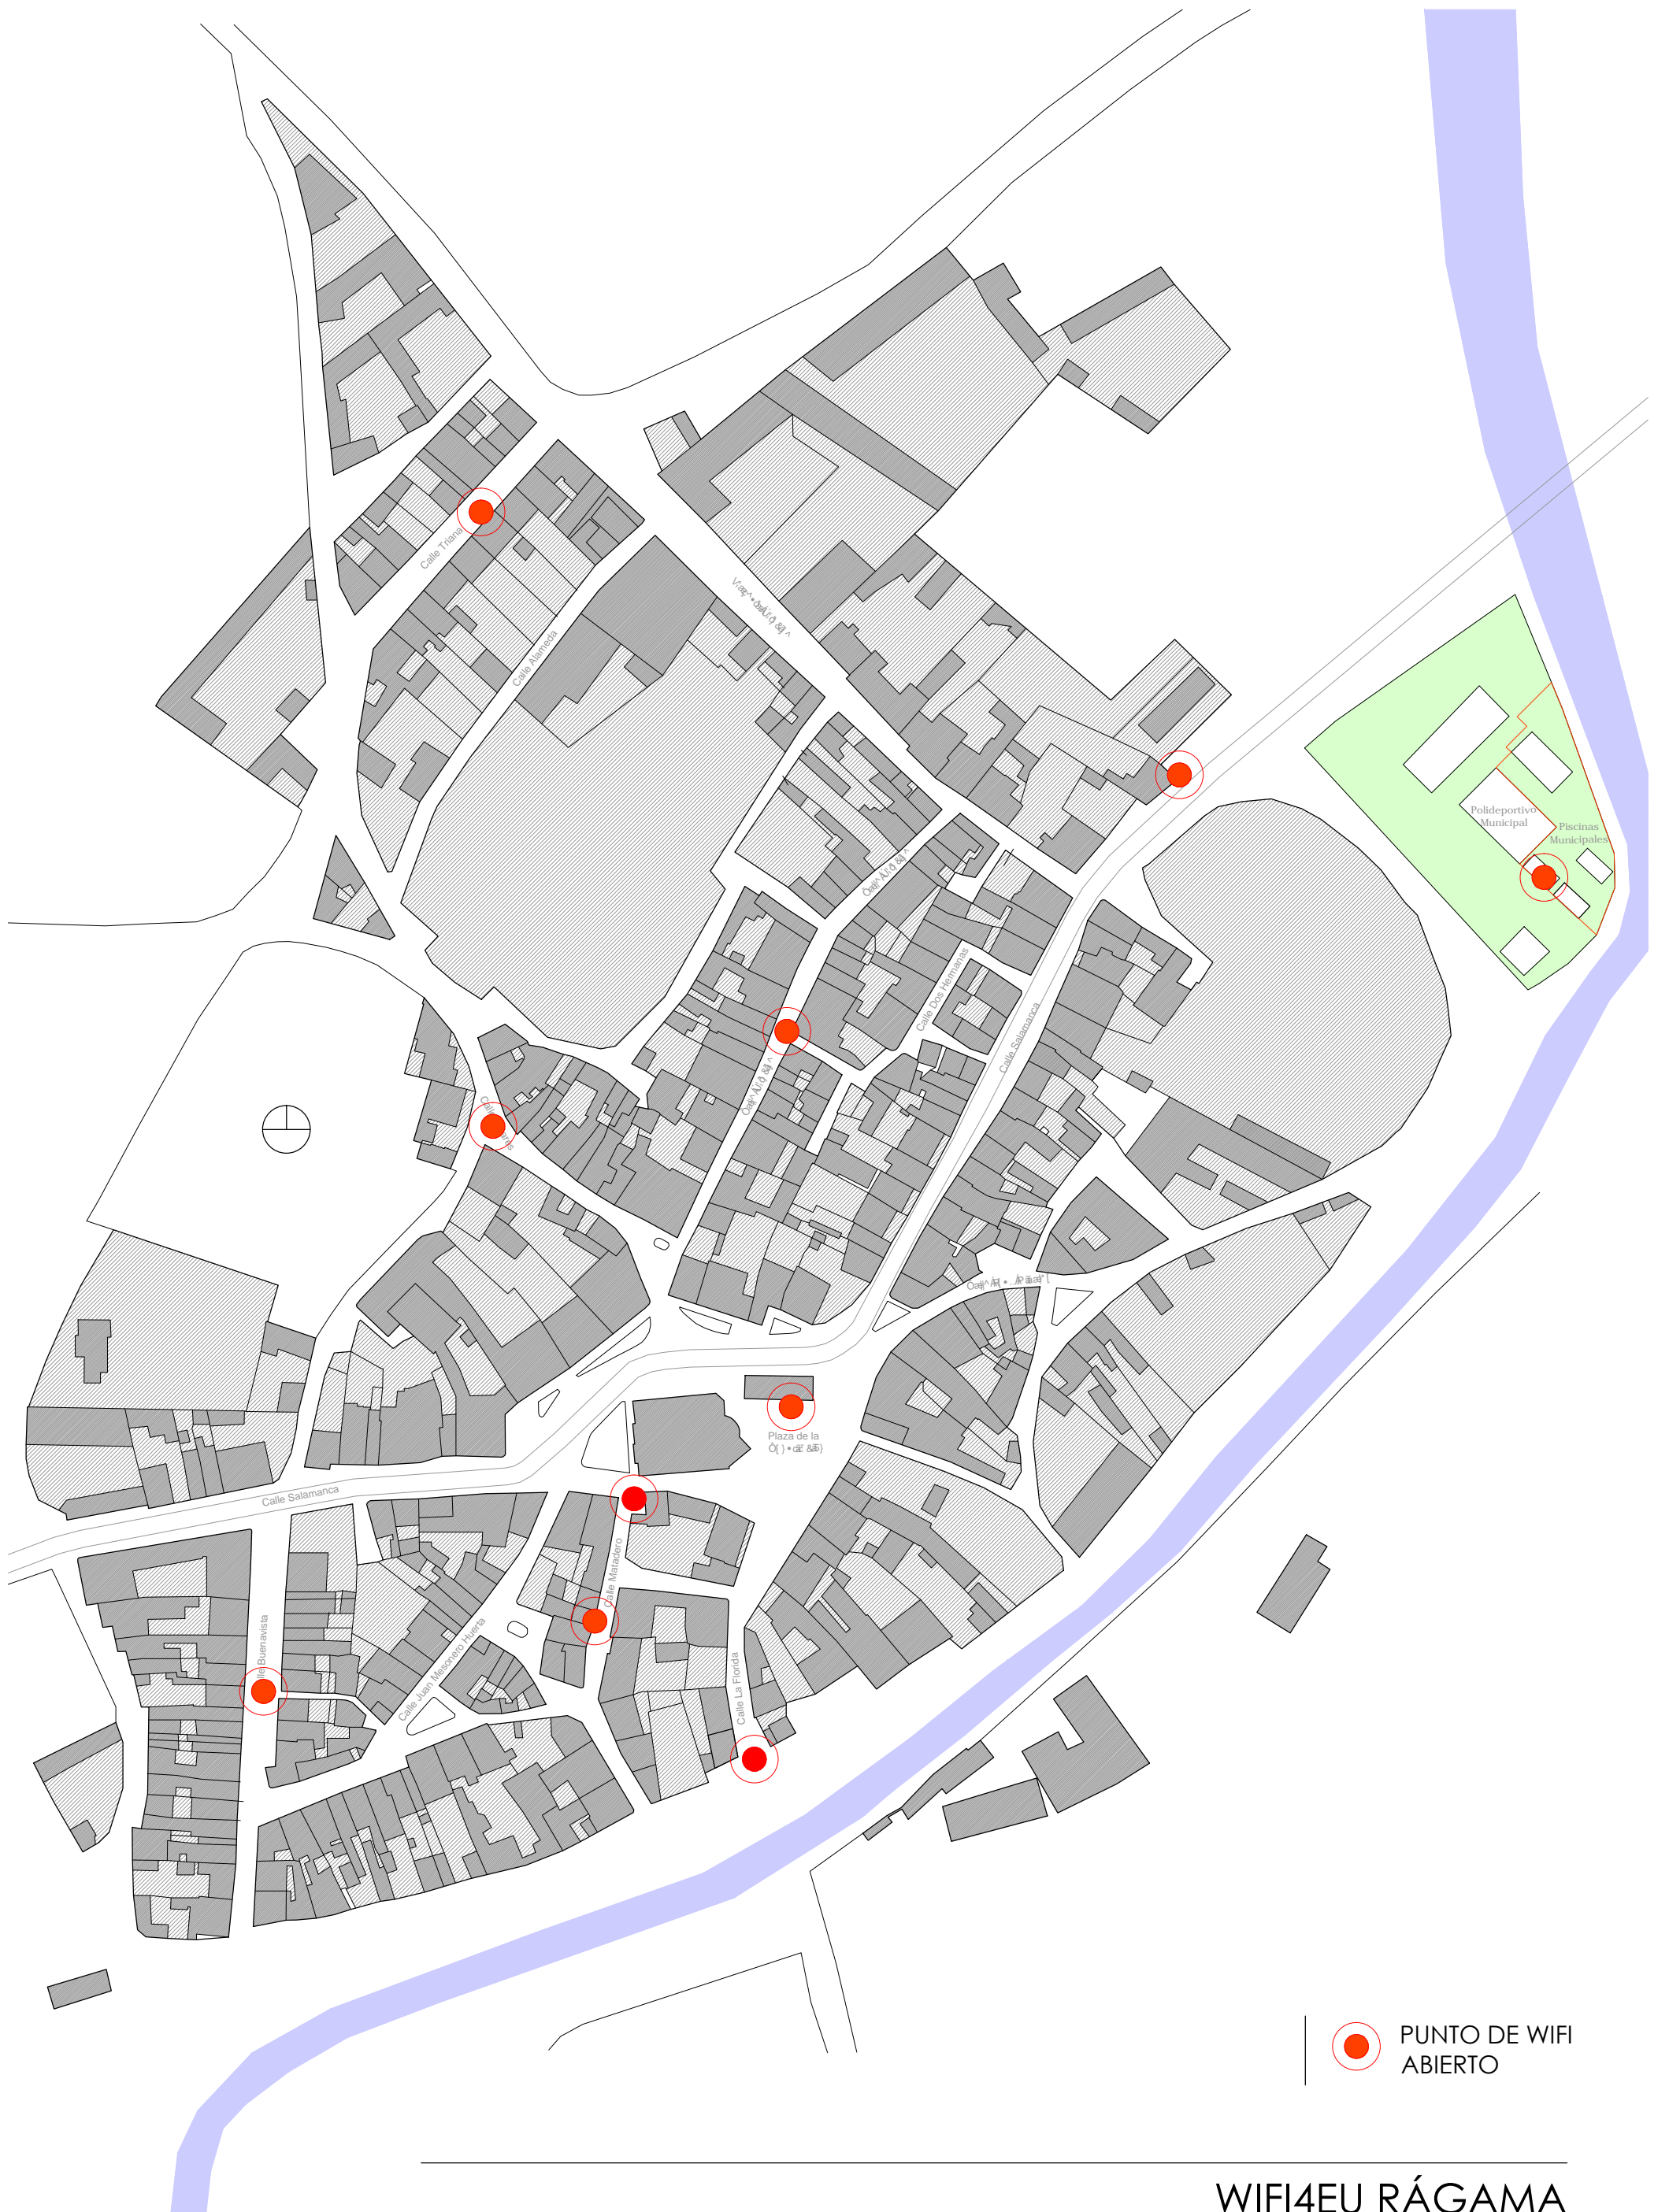 Calle Triana
Calle Alameda
Polideportivo
Municipal
Piscinas
Municipales
Calle Dos Hermanas
Calle Salamanca
Plaza de la
Calle Salamanca
Calle Matadero
Buenavista
Calle Juan Mesonero Huerta
Calle La Florida
PUNTO DE WIFI
ABIERTO
WIFI4EU RÁGAMA